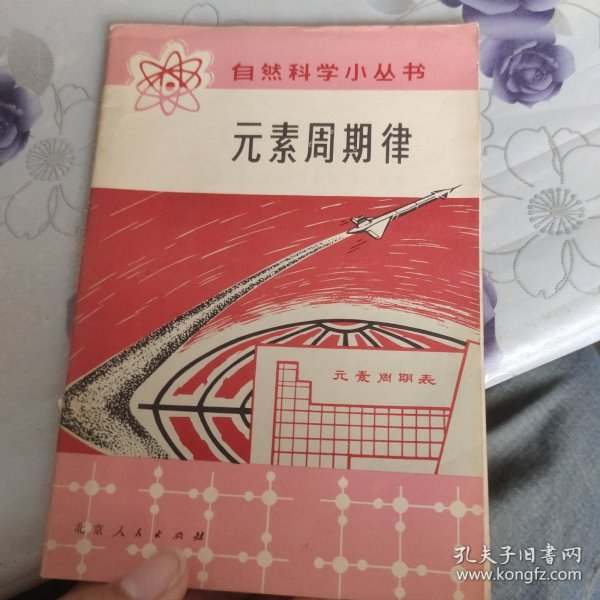 自然科学小丛书
元素周期律
元素周期表
北京人民出版社
孔夫子旧书网
www.kongfz.com